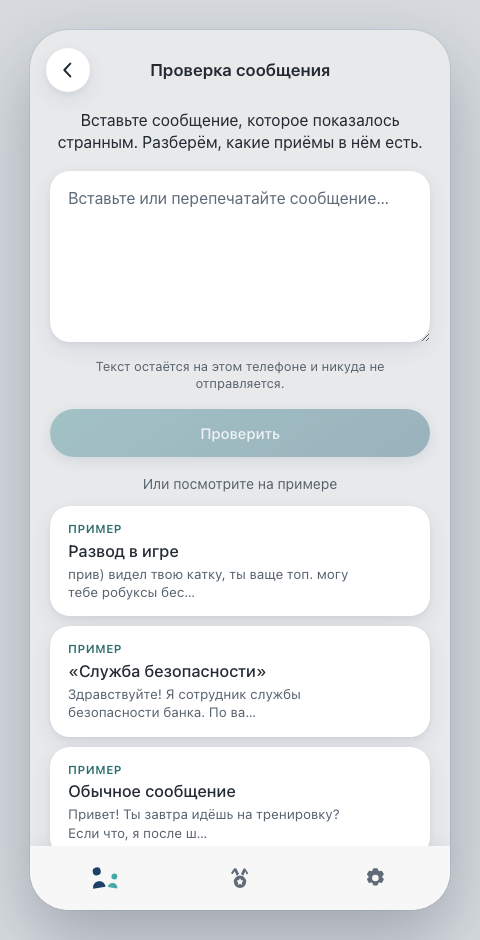 Проверка сообщения
Вставьте сообщение, которое показалось
странным. Разберём, какие приёмы в нём есть.
Вставьте или перепечатайте сообщение...
Текст остаётся на этом телефоне и никуда не
отправляется.
Проверить
Или посмотрите на примере
ПРИМЕР
Развод в игре
прив) видел твою катку, ты ваще топ. могу
тебе робуксы бес...
ПРИМЕР
«Служба безопасности»
Здравствуйте! Я сотрудник службы
безопасности банка. По ва...
ПРИМЕР
Обычное сообщение
Привет! Ты завтра идёшь на тренировку?
Если что, я после ш...